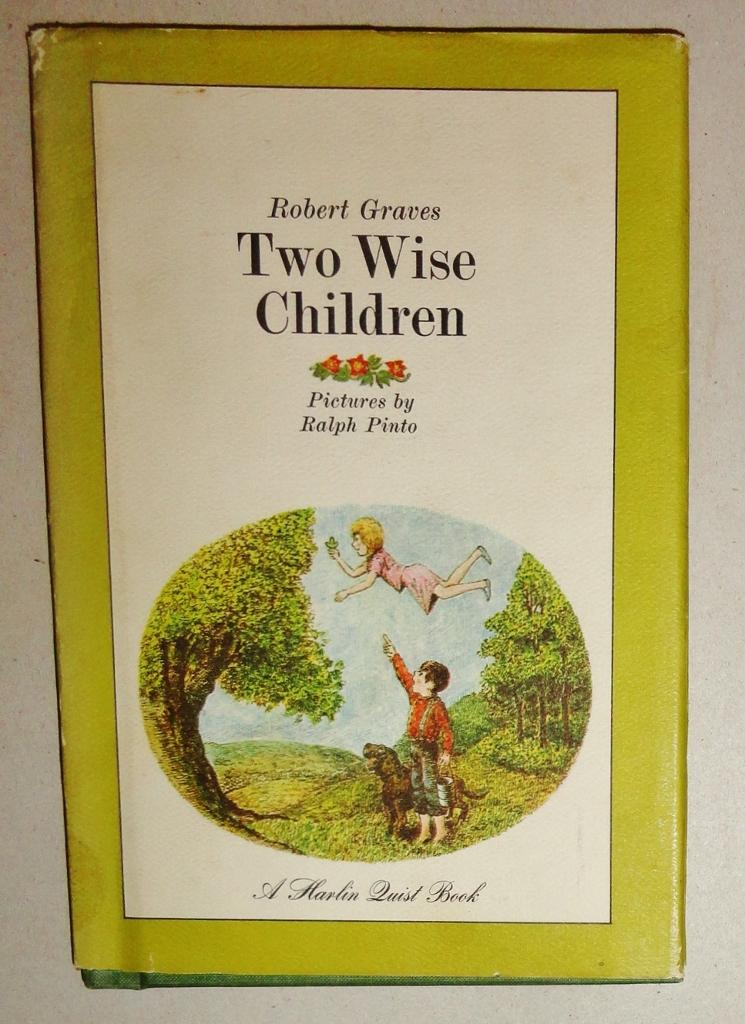 Robert Graves
Two Wise
Children
Pictures by
Ralph Pinto
A Harlin Quist Book